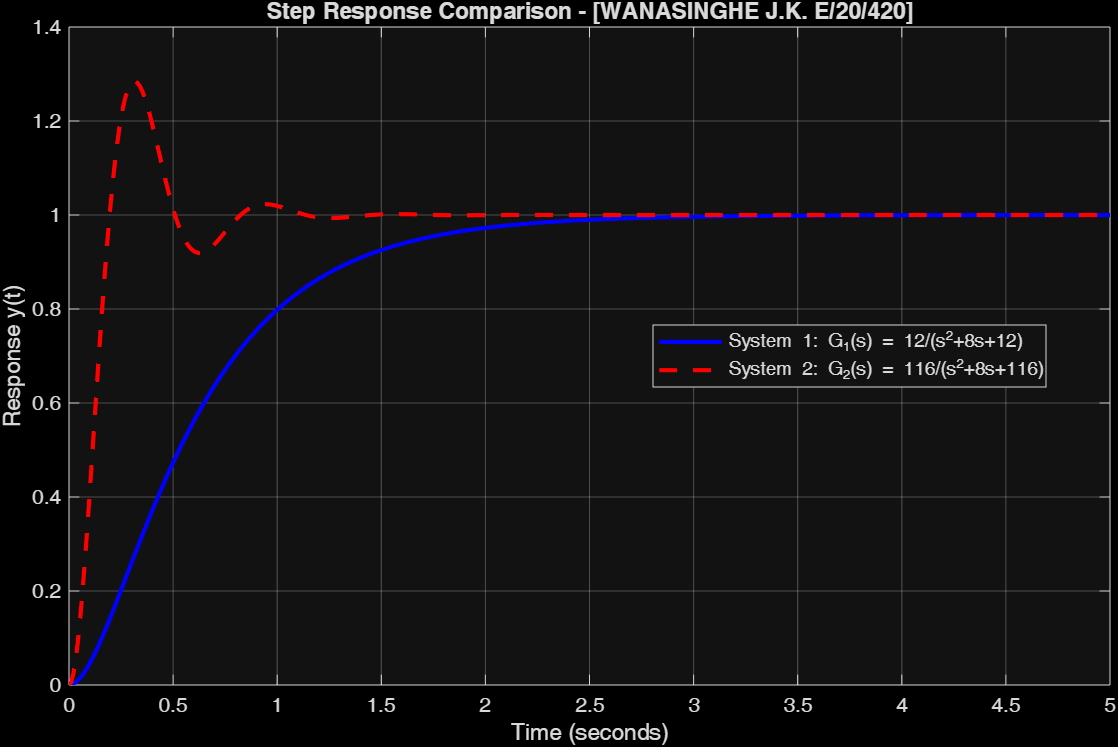 Step Response Comparison - [WANASINGHE J.K. E/20/420]
1.4
1.2
1
0.8
0.6
0.4
0.2
0
Response y(t)
System 1: G₁(s) = 12/(s²+8s+12)
System 2: G₂(s) = 116/(s²+8s+116)
0 0.5 1 1.5 2 2.5 3 3.5 4 4.5 5
Time (seconds)